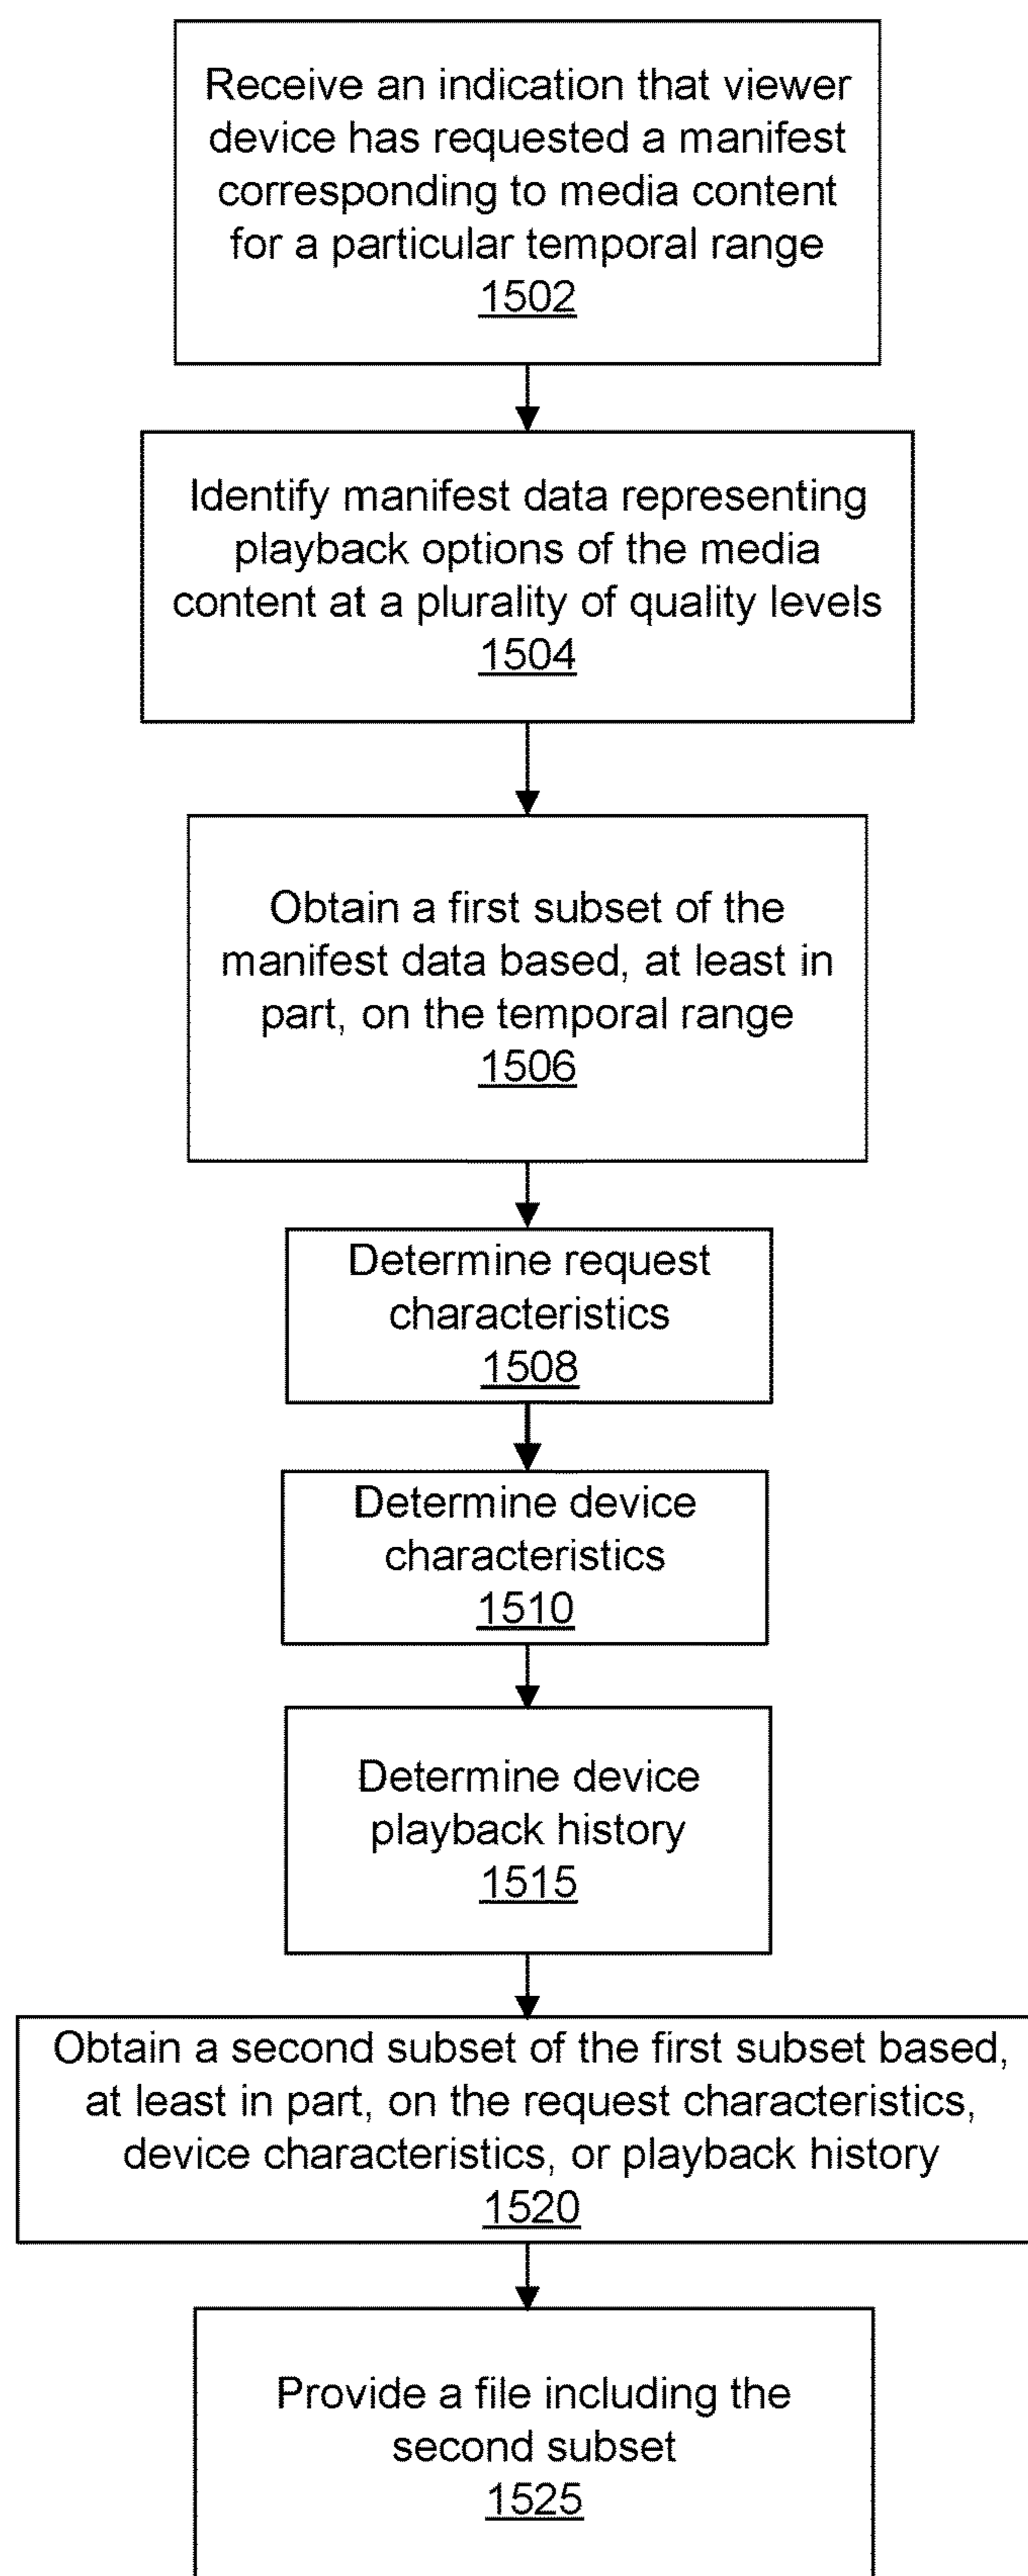 Receive an indication that viewer
device has requested a manifest
corresponding to media content
for a particular temporal range
1502
Identify manifest data representing
playback options of the media
content at a plurality of quality levels
1504
Obtain a first subset of the
manifest data based, at least in
part, on the temporal range
1506
Determine request
characteristics
1508
Determine device
characteristics
1510
Determine device
playback history
1515
Obtain a second subset of the first subset based,
at least in part, on the request characteristics,
device characteristics, or playback history
1520
Provide a file including the
second subset
1525